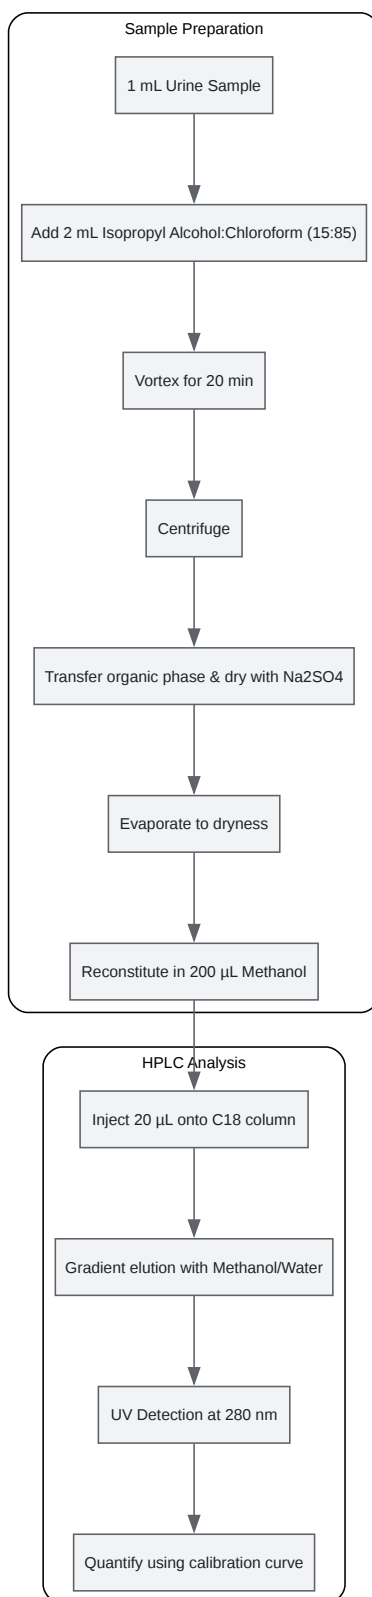 Sample Preparation
1 mL Urine Sample
Add 2 mL Isopropyl Alcohol:Chloroform (15:85)
Vortex for 20 min
Centrifuge
Transfer organic phase & dry with Na2SO4
Evaporate to dryness
Reconstitute in 200 µL Methanol
HPLC Analysis
Inject 20 µL onto C18 column
Gradient elution with Methanol/Water
UV Detection at 280 nm
Quantify using calibration curve